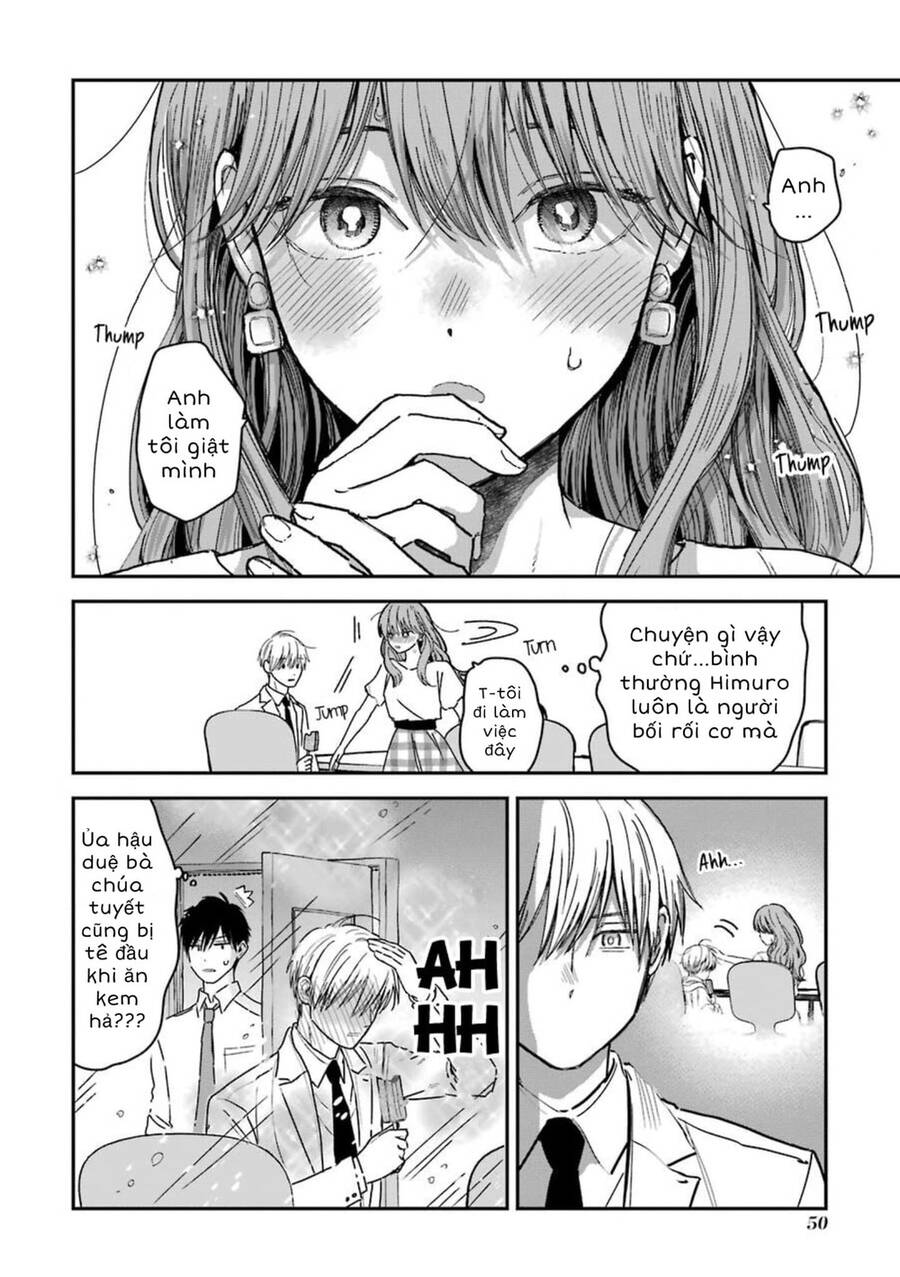 Anh
...
Thump
Thump
Anh
làm
tôi giật
mình
Thump
Chuyện gì vậy
chứ...bình
thường Himuro
luôn là người
bối rối cơ mà
Turn
T-tôi
đi làm
việc
đây
Jump
Ahh...
Ủa hậu
duệ bà
chúa
tuyết
cũng bị
tê đầu
khi ăn
kem
hả???
AH
HH
50